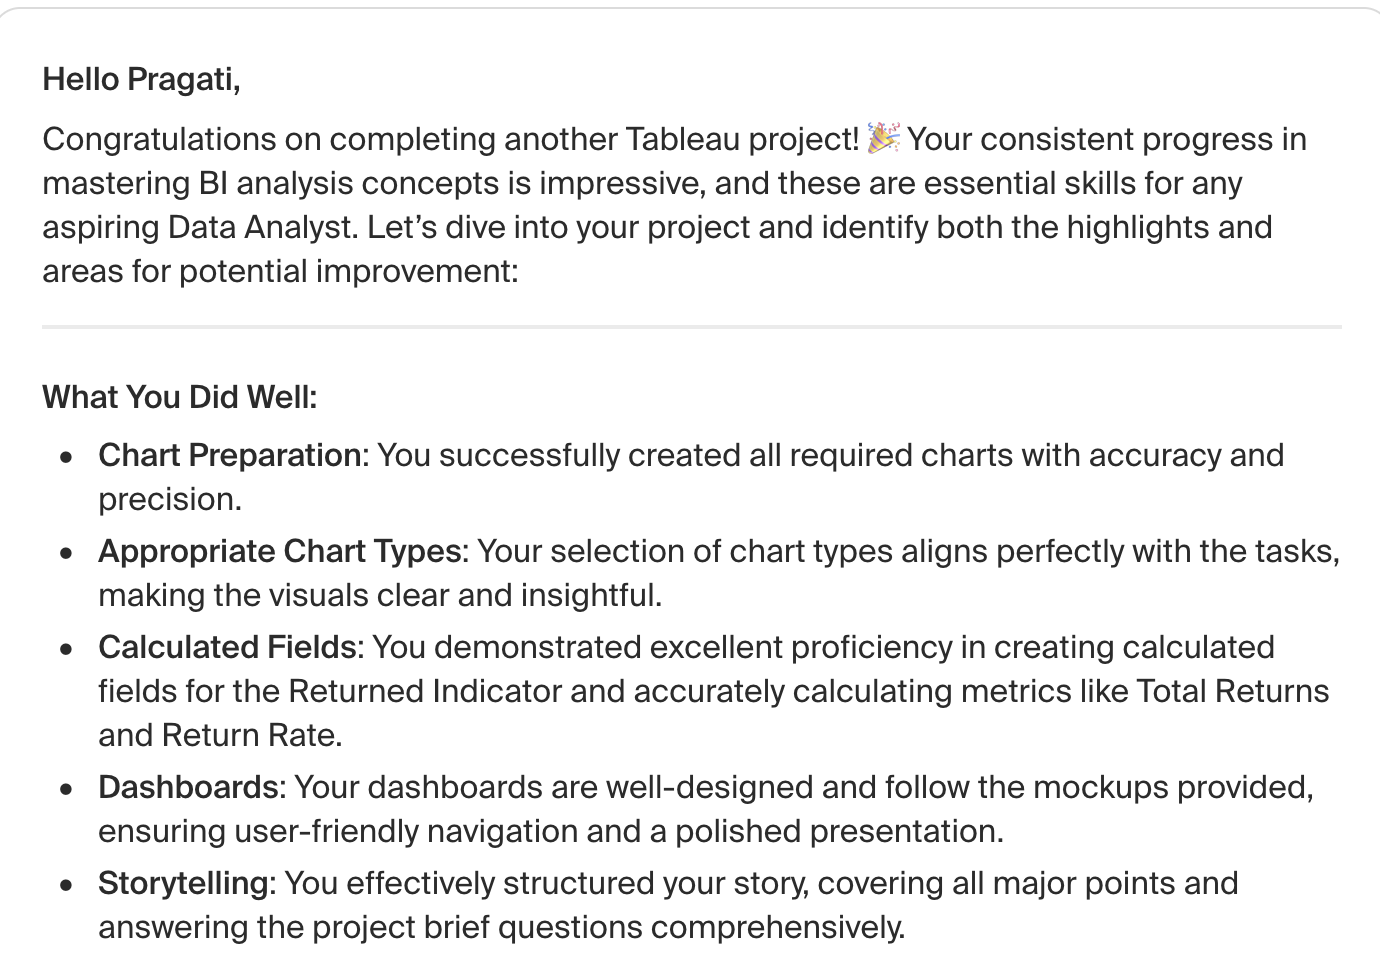 Hello Pragati,
Congratulations on completing another Tableau project! 🎉 Your consistent progress in
mastering BI analysis concepts is impressive, and these are essential skills for any
aspiring Data Analyst. Let’s dive into your project and identify both the highlights and
areas for potential improvement:
What You Did Well:
• Chart Preparation: You successfully created all required charts with accuracy and
precision.
• Appropriate Chart Types: Your selection of chart types aligns perfectly with the tasks,
making the visuals clear and insightful.
• Calculated Fields: You demonstrated excellent proficiency in creating calculated
fields for the Returned Indicator and accurately calculating metrics like Total Returns
and Return Rate.
• Dashboards: Your dashboards are well-designed and follow the mockups provided,
ensuring user-friendly navigation and a polished presentation.
• Storytelling: You effectively structured your story, covering all major points and
answering the project brief questions comprehensively.